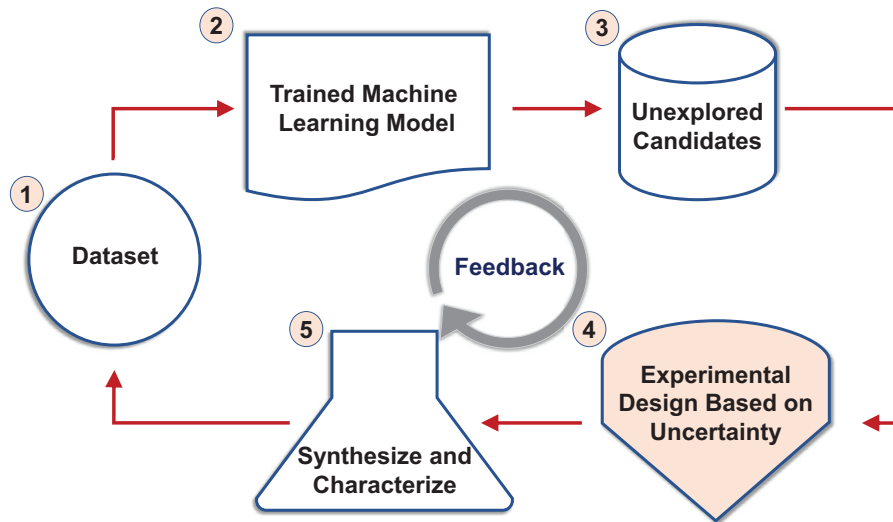 1
Dataset
2
Trained Machine
Learning Model
3
Unexplored
Candidates
Feedback
4
Experimental
Design Based on
Uncertainty
5
Synthesize and
Characterize